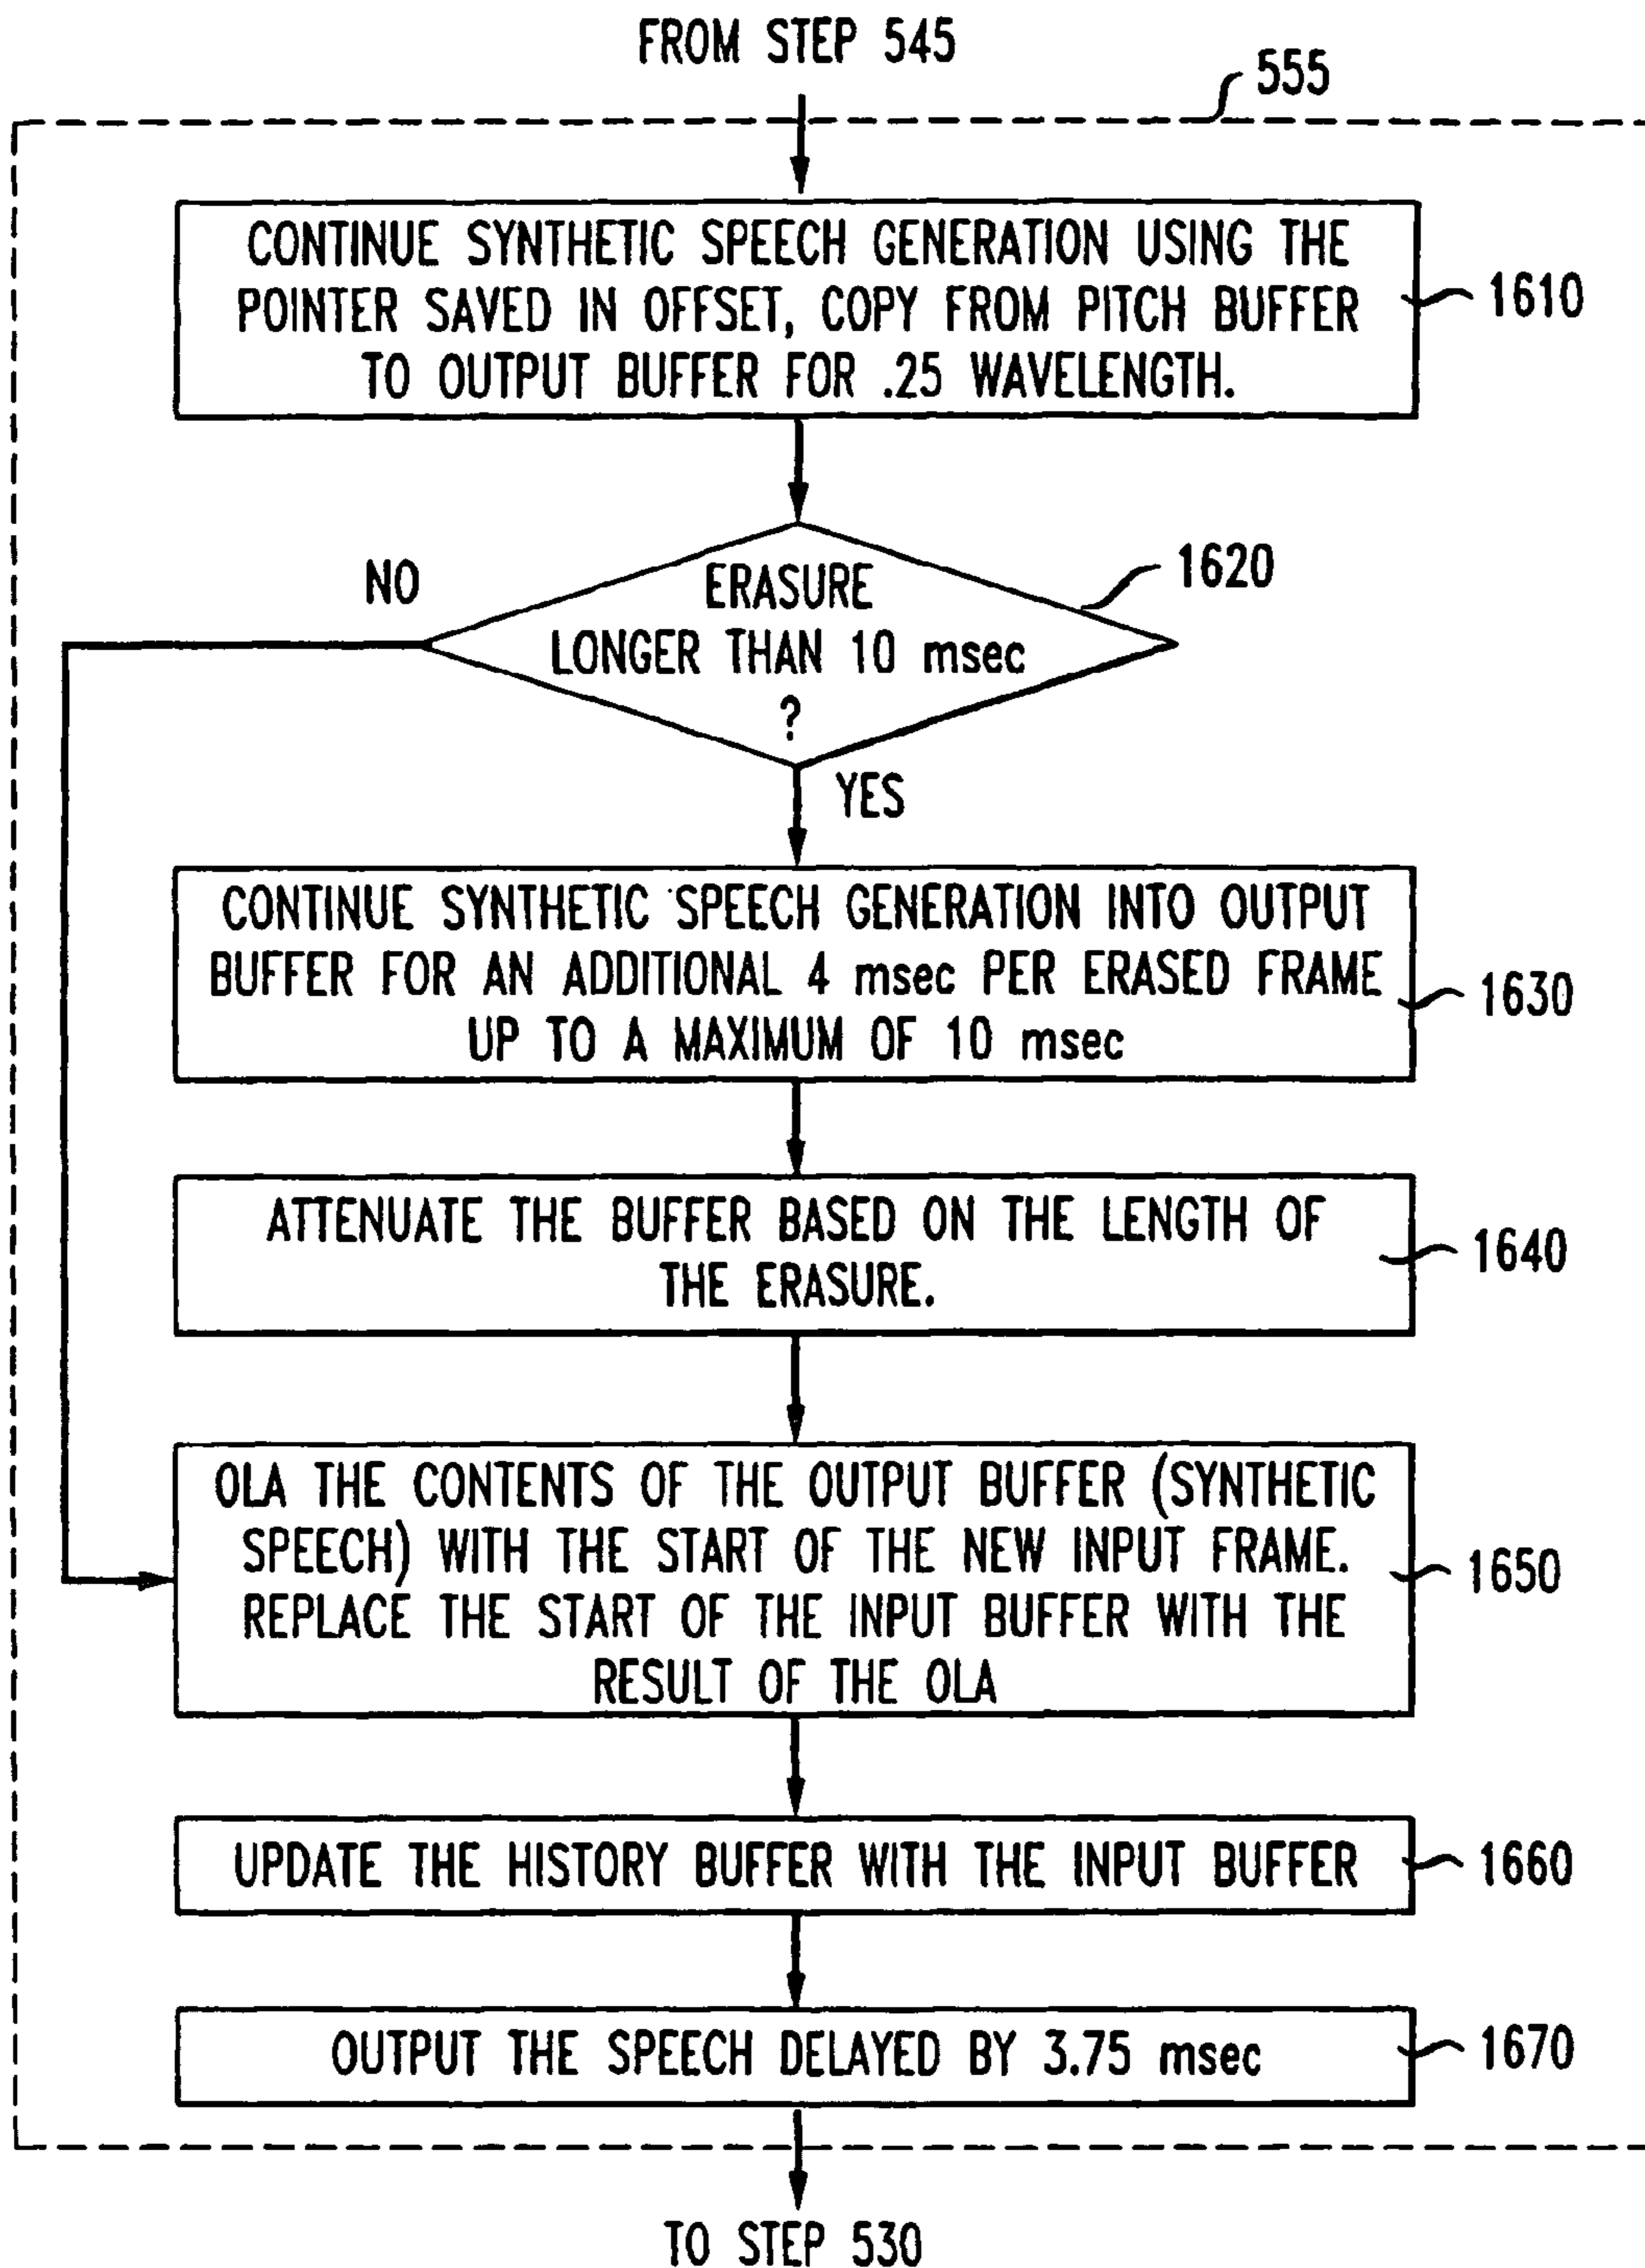 FROM STEP 545
555
CONTINUE SYNTHETIC SPEECH GENERATION USING THE
POINTER SAVED IN OFFSET, COPY FROM PITCH BUFFER
TO OUTPUT BUFFER FOR .25 WAVELENGTH.
1610
NO
ERASURE
LONGER THAN 10 msec
?
1620
YES
CONTINUE SYNTHETIC SPEECH GENERATION INTO OUTPUT
BUFFER FOR AN ADDITIONAL 4 msec PER ERASED FRAME
UP TO A MAXIMUM OF 10 msec
1630
ATTENUATE THE BUFFER BASED ON THE LENGTH OF
THE ERASURE.
1640
OLA THE CONTENTS OF THE OUTPUT BUFFER (SYNTHETIC
SPEECH) WITH THE START OF THE NEW INPUT FRAME.
REPLACE THE START OF THE INPUT BUFFER WITH THE
RESULT OF THE OLA
1650
UPDATE THE HISTORY BUFFER WITH THE INPUT BUFFER
1660
OUTPUT THE SPEECH DELAYED BY 3.75 msec
1670
TO STEP 530